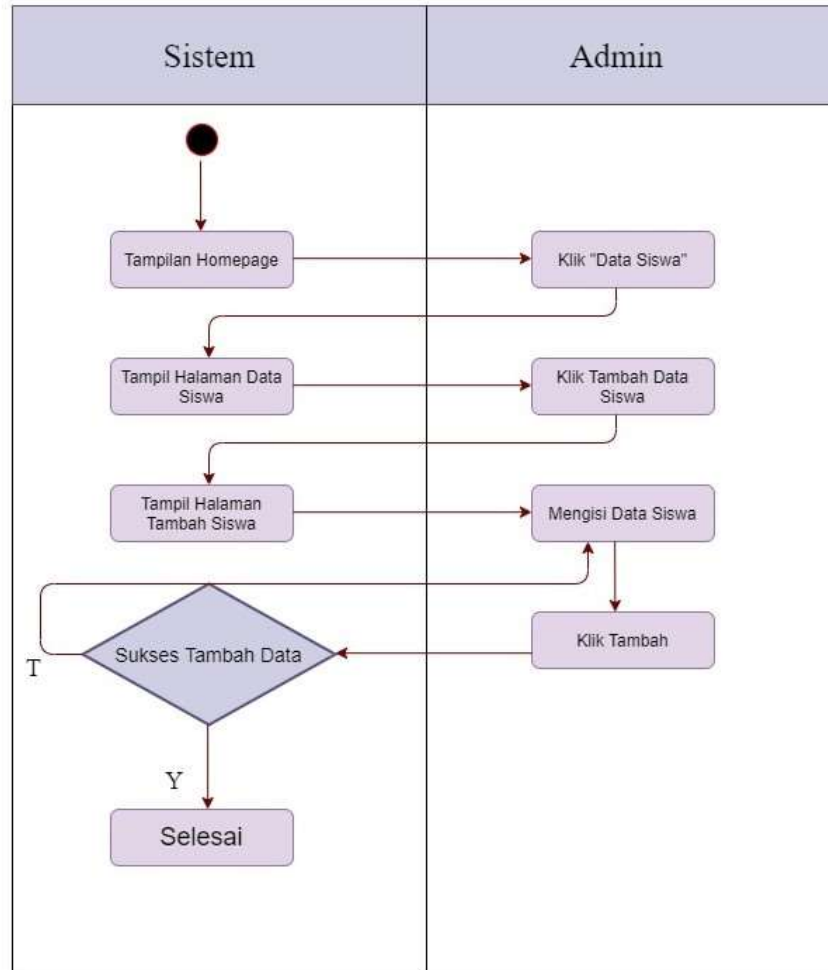 Sistem
Admin
Tampilan Homepage
Klik "Data Siswa"
Tampil Halaman Data
Siswa
Klik Tambah Data
Siswa
Tampil Halaman
Tambah Siswa
Mengisi Data Siswa
Sukses Tambah Data
Klik Tambah
T
Y
Selesai